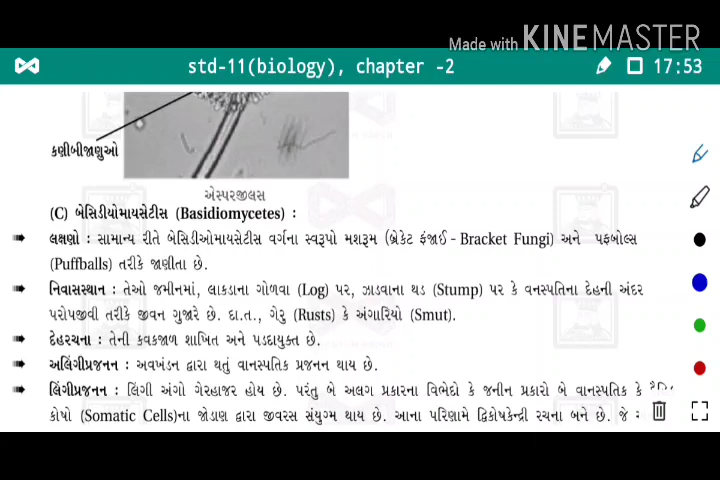 Made with KINEMASTER
std-11(biology), chapter -2
17:53
કણીબીજાણુઓ
એસ્પરજીલસ
(C) બેસિડીયોમાયસેટીસ (Basidiomycetes) :
લક્ષણો : સામાન્ય રીતે બેસિડીઓમાયસેટીસ વર્ગના સ્વરૂપો મશરૂમ (બ્રેકેટ ફંજાઈ - Bracket Fungi) અને પફબોલ્સ
(Puffballs) તરીકે જાણીતા છે.
નિવાસસ્થાન : તેઓ જમીનમાં, લાકડાના ગોળવા (Log) પર, ઝાડવાના થડ (Stump) પર કે વનસ્પતિના દેહની અંદર
પરોપજીવી તરીકે જીવન ગુજારે છે. દા.ત., ગેરુ (Rusts) કે અંગારિયો (Smut).
દેહરચના : તેની કવકજાળ શાખિત અને પડદાયુક્ત છે.
અલિંગીપ્રજનન : અવખંડન દ્વારા થતું વાનસ્પતિક પ્રજનન થાય છે.
લિંગીપ્રજનન : લિંગી અંગો ગેરહાજર હોય છે. પરંતુ બે અલગ પ્રકારના વિભેદો કે જનીન પ્રકારો બે વાનસ્પતિક કે
કોષો (Somatic Cells)ના જોડાણ દ્વારા જીવરસ સંયુગ્મ થાય છે. આના પરિણામે દ્વિકોષકેન્દ્રી રચના બને છે. જે